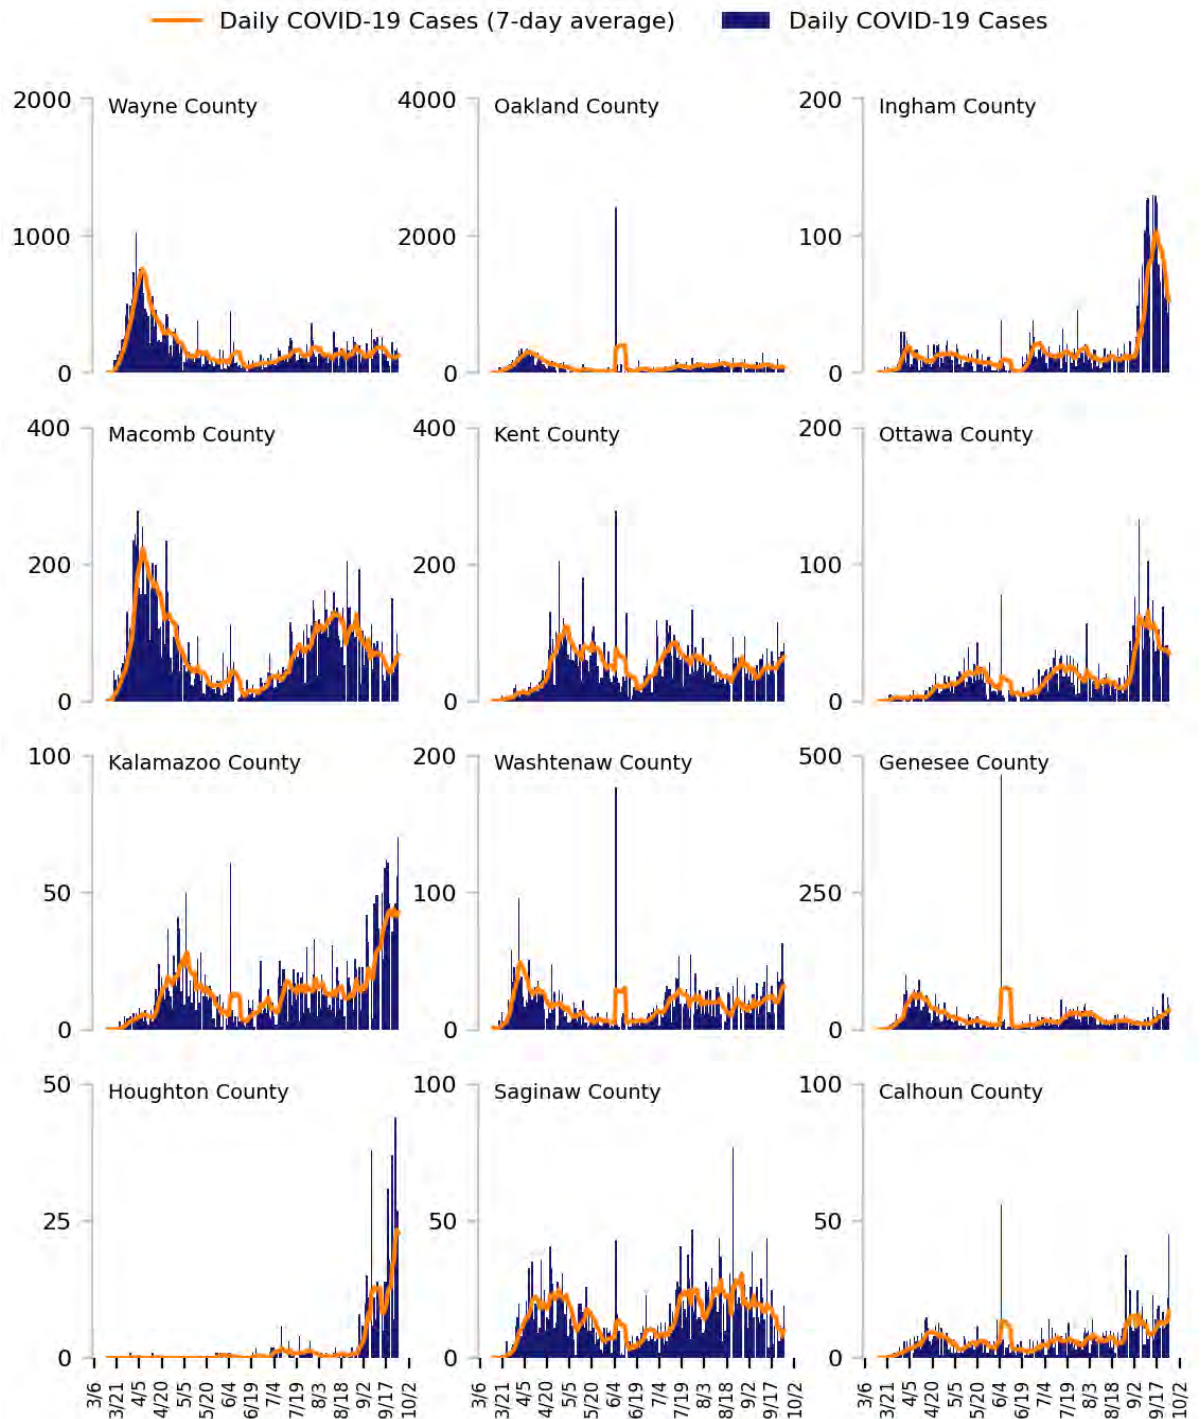 Daily COVID-19 Cases (7-day average) Daily COVID-19 Cases
2000 Wayne County 4000 Oakland County 200 Ingham County
1000 2000 100
0 0 0
400 Macomb County 400 Kent County 200 Ottawa County
200 200 100
0 0 0
100 Kalamazoo County 200 Washtenaw County 500 Genesee County
50 100 250
0 0 0
50 Houghton County 100 Saginaw County 100 Calhoun County
25 50 50
0 0 0
3/6 3/21 4/5 4/20 5/5 5/20 6/4 6/19 7/4 7/19 8/3 8/18 9/2 9/17 10/2 3/6 3/21 4/5 4/20 5/5 5/20 6/4 6/19 7/4 7/19 8/3 8/18 9/2 9/17 10/2 3/6 3/21 4/5 4/20 5/5 5/20 6/4 6/19 7/4 7/19 8/3 8/18 9/2 9/17 10/2